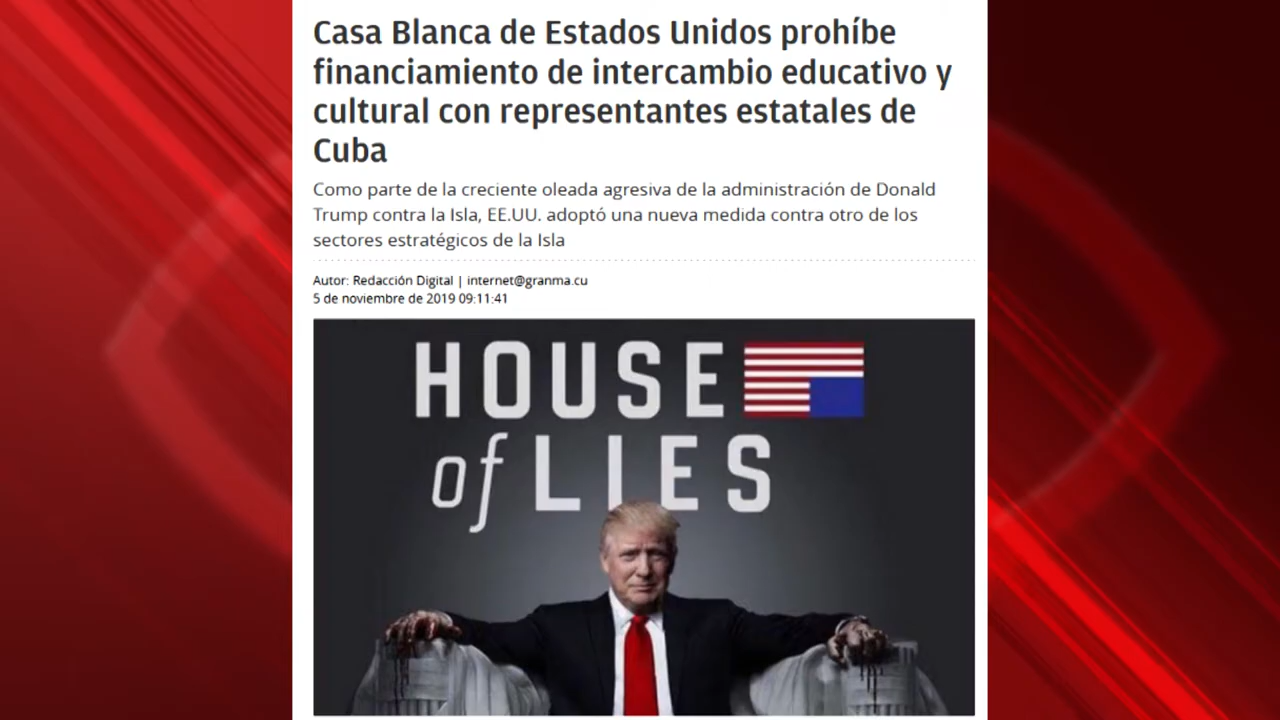 Casa Blanca de Estados Unidos prohíbe
financiamiento de intercambio educativo y
cultural con representantes estatales de
Cuba
Como parte de la creciente oleada agresiva de la administración de Donald
Trump contra la Isla, EE.UU. adoptó una nueva medida contra otro de los
sectores estratégicos de la Isla
Autor: Redacción Digital | internet@granma.cu
5 de noviembre de 2019 09:11:41
HOUSE
of LIES